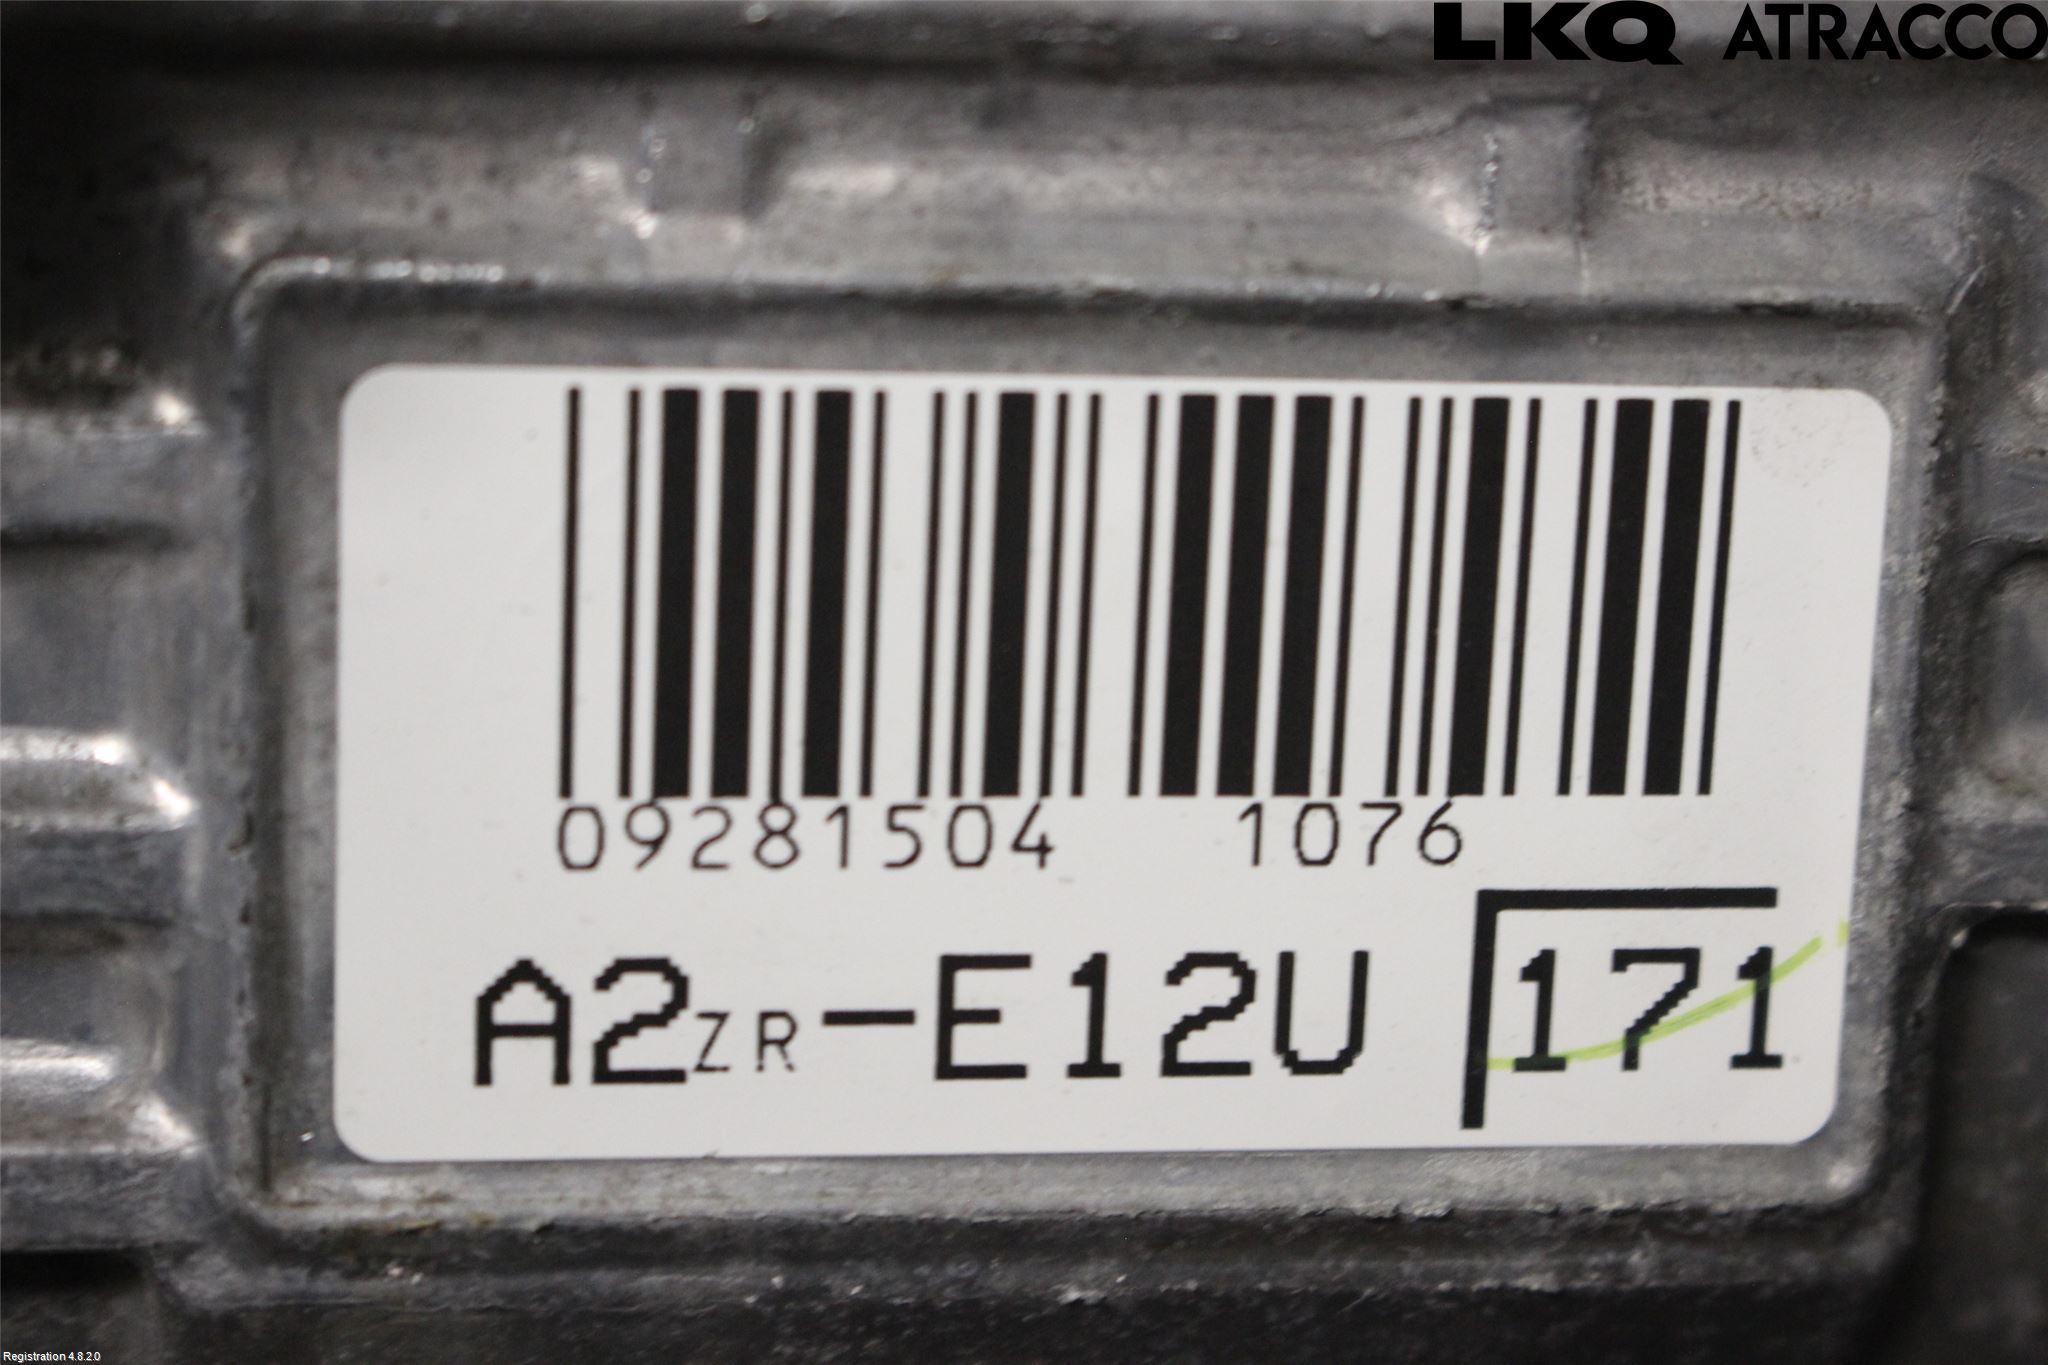 LKQ ATRACCO
09281504 1076
A2ZR-E12U 171
Registration 4.8.2.0